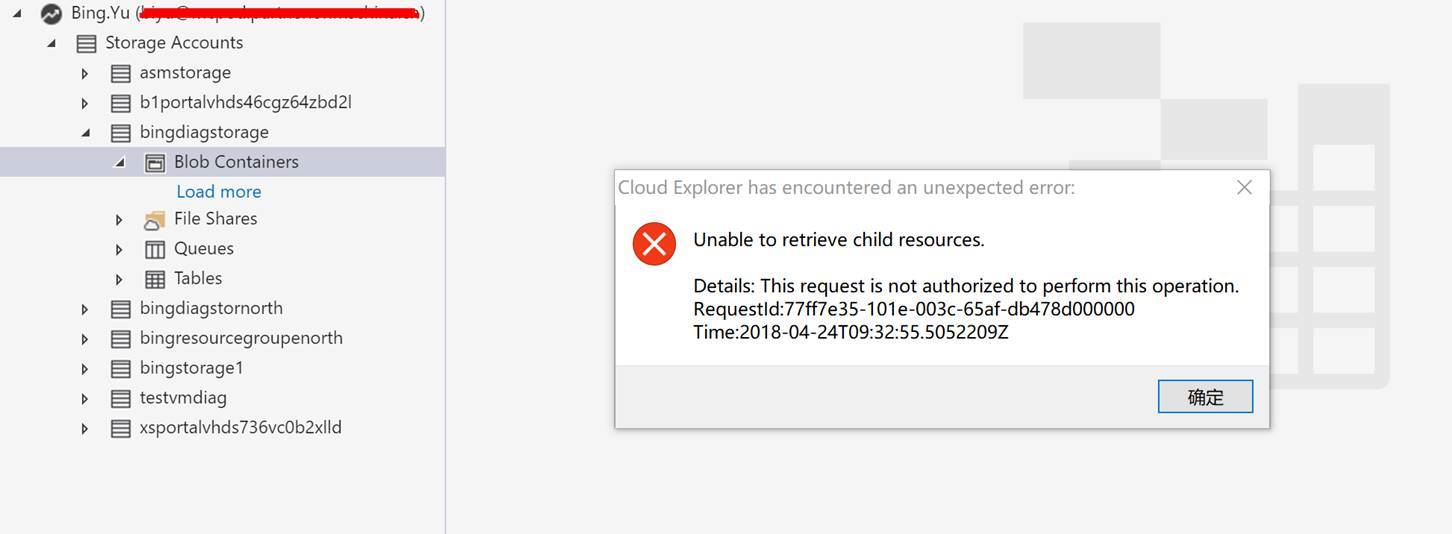 Bing.Yu (
Storage Accounts
asmstorage
b1portalvhds46cgz64zbd2l
bingdiagstorage
Blob Containers
Load more
File Shares
Queues
Tables
bingdiagstornorth
bingresourcegroupenorth
bingstorage1
testvmdiag
xsportalvhds736vc0b2xlld
Cloud Explorer has encountered an unexpected error:
Unable to retrieve child resources.
Details: This request is not authorized to perform this operation.
RequestId:77ff7e35-101e-003c-65af-db478d000000
Time:2018-04-24T09:32:55.5052209Z
确定